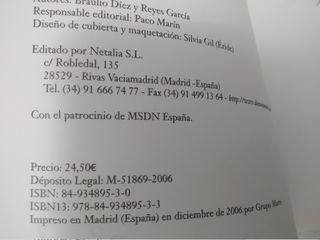 Autores: Braulio Díez y Reyes García
Responsable editorial: Paco Marín
Diseño de cubierta y maquetación: Silvia Gil (Éride)
Editado por Netalia S.L.
c/ Robledal, 135
28529 - Rivas Vaciamadrid (Madrid -España)
Tel. (34) 91 666 74 77 - Fax (34) 91 499 13 64 -
Con el patrocinio de MSDN España.
Precio: 24,50€
Déposito Legal: M-51869-2006
ISBN: 84-934895-3-0
ISBN13: 978-84-934895-3-3
Impreso en Madrid (España) en diciembre de 2006 por Grupo